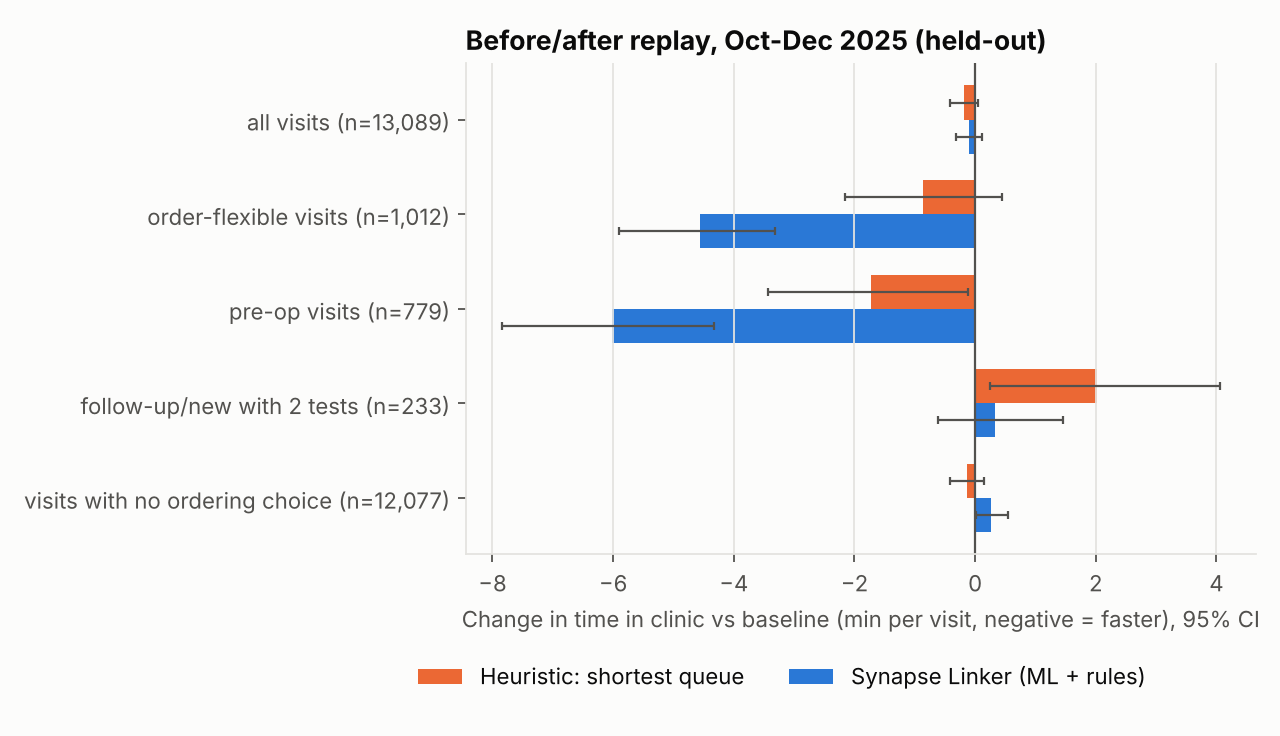 Before/after replay, Oct-Dec 2025 (held-out)
all visits (n=13,089)
order-flexible visits (n=1,012)
pre-op visits (n=779)
follow-up/new with 2 tests (n=233)
visits with no ordering choice (n=12,077)
−8 −6 −4 −2 0 2 4
Change in time in clinic vs baseline (min per visit, negative = faster), 95% CI
Heuristic: shortest queue Synapse Linker (ML + rules)